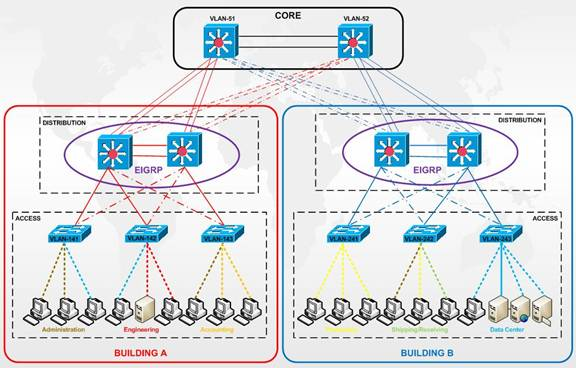 CORE
VLAN-51
VLAN-52
DISTRIBUTION
EIGRP
ACCESS
VLAN-141
VLAN-142
VLAN-143
Administration
Engineering
Accounting
BUILDING A
DISTRIBUTION
EIGRP
ACCESS
VLAN-241
VLAN-242
VLAN-243
Shipping/Receiving
Data Center
BUILDING B